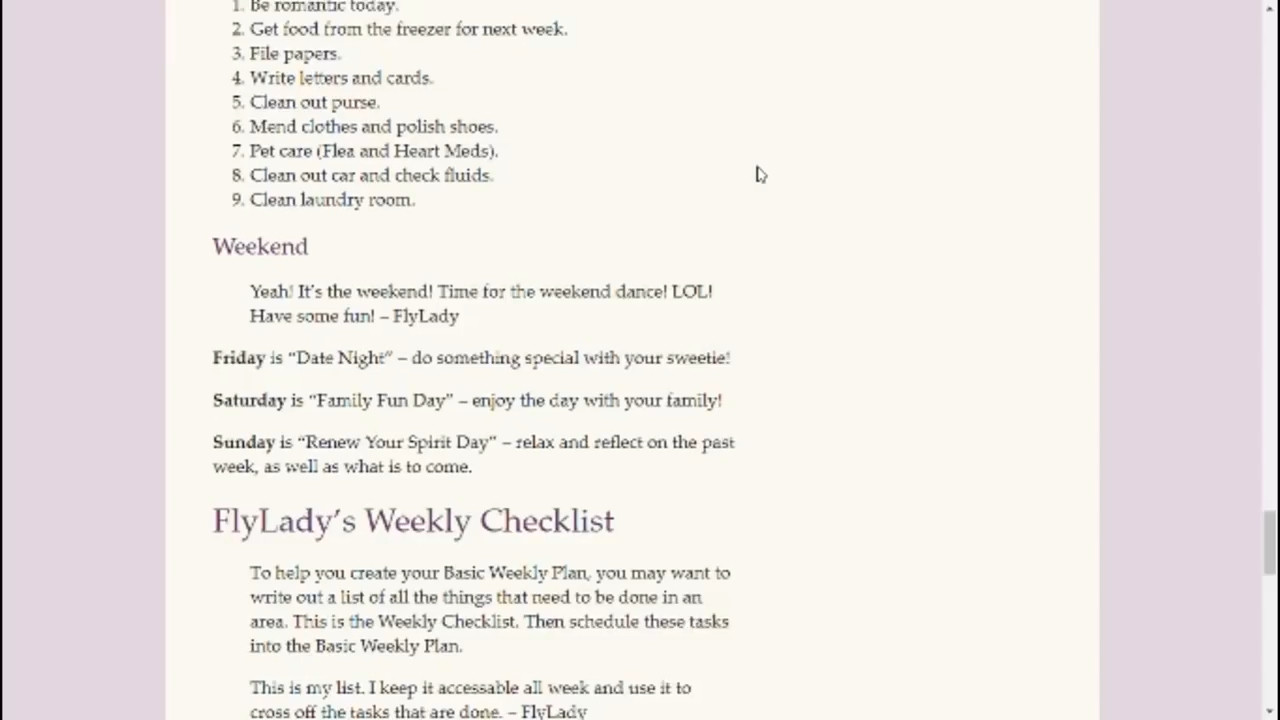 1. Be romantic today.
2. Get food from the freezer for next week.
3. File papers.
4. Write letters and cards.
5. Clean out purse.
6. Mend clothes and polish shoes.
7. Pet care (Flea and Heart Meds).
8. Clean out car and check fluids.
9. Clean laundry room.
Weekend
Yeah! It's the weekend! Time for the weekend dance! LOL!
Have some fun! – FlyLady
Friday is “Date Night” – do something special with your sweetie!
Saturday is “Family Fun Day” – enjoy the day with your family!
Sunday is “Renew Your Spirit Day” – relax and reflect on the past
week, as well as what is to come.
FlyLady’s Weekly Checklist
To help you create your Basic Weekly Plan, you may want to
write out a list of all the things that need to be done in an
area. This is the Weekly Checklist. Then schedule these tasks
into the Basic Weekly Plan.
This is my list. I keep it accessable all week and use it to
cross off the tasks that are done. – FlyLady